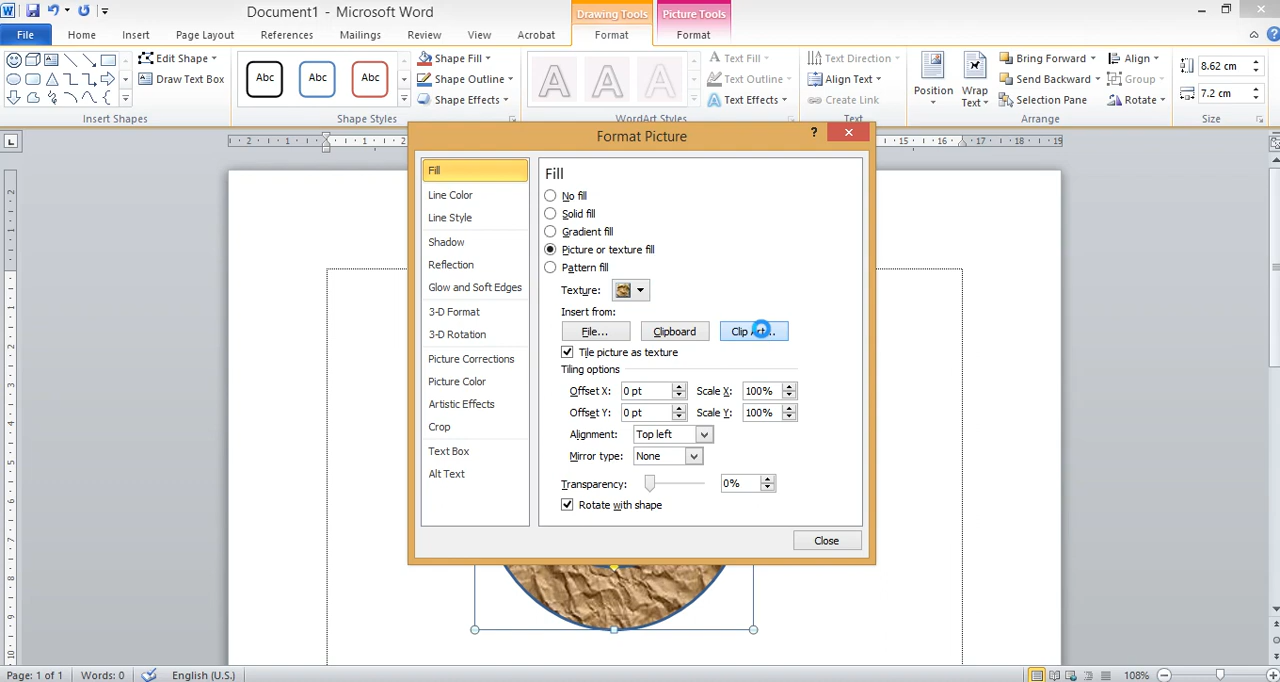 Document1 - Microsoft Word
Drawing Tools
Picture Tools
File
Home
Insert
Page Layout
References
Mailings
Review
View
Acrobat
Format
Format
Edit Shape
Draw Text Box
Insert Shapes
Abc
Abc
Abc
Shape Fill
Shape Outline
Shape Effects
Shape Styles
A
A
A
Text Fill
Text Outline
Text Effects
WordArt Styles
Text Direction
Align Text
Create Link
Text
Position
Wrap
Text
Bring Forward
Send Backward
Selection Pane
Align
Group
Rotate
Arrange
8.62 cm
7.2 cm
Size
Format Picture
Fill
Line Color
Line Style
Shadow
Reflection
Glow and Soft Edges
3-D Format
3-D Rotation
Picture Corrections
Picture Color
Artistic Effects
Crop
Text Box
Alt Text
Fill
No fill
Solid fill
Gradient fill
Picture or texture fill
Pattern fill
Texture:
Insert from:
File...
Clipboard
Clip Art...
Tile picture as texture
Tiling options
Offset X: 0 pt Scale X: 100%
Offset Y: 0 pt Scale Y: 100%
Alignment: Top left
Mirror type: None
Transparency: 0%
Rotate with shape
Close
Page: 1 of 1
Words: 0
English (U.S.)
108%